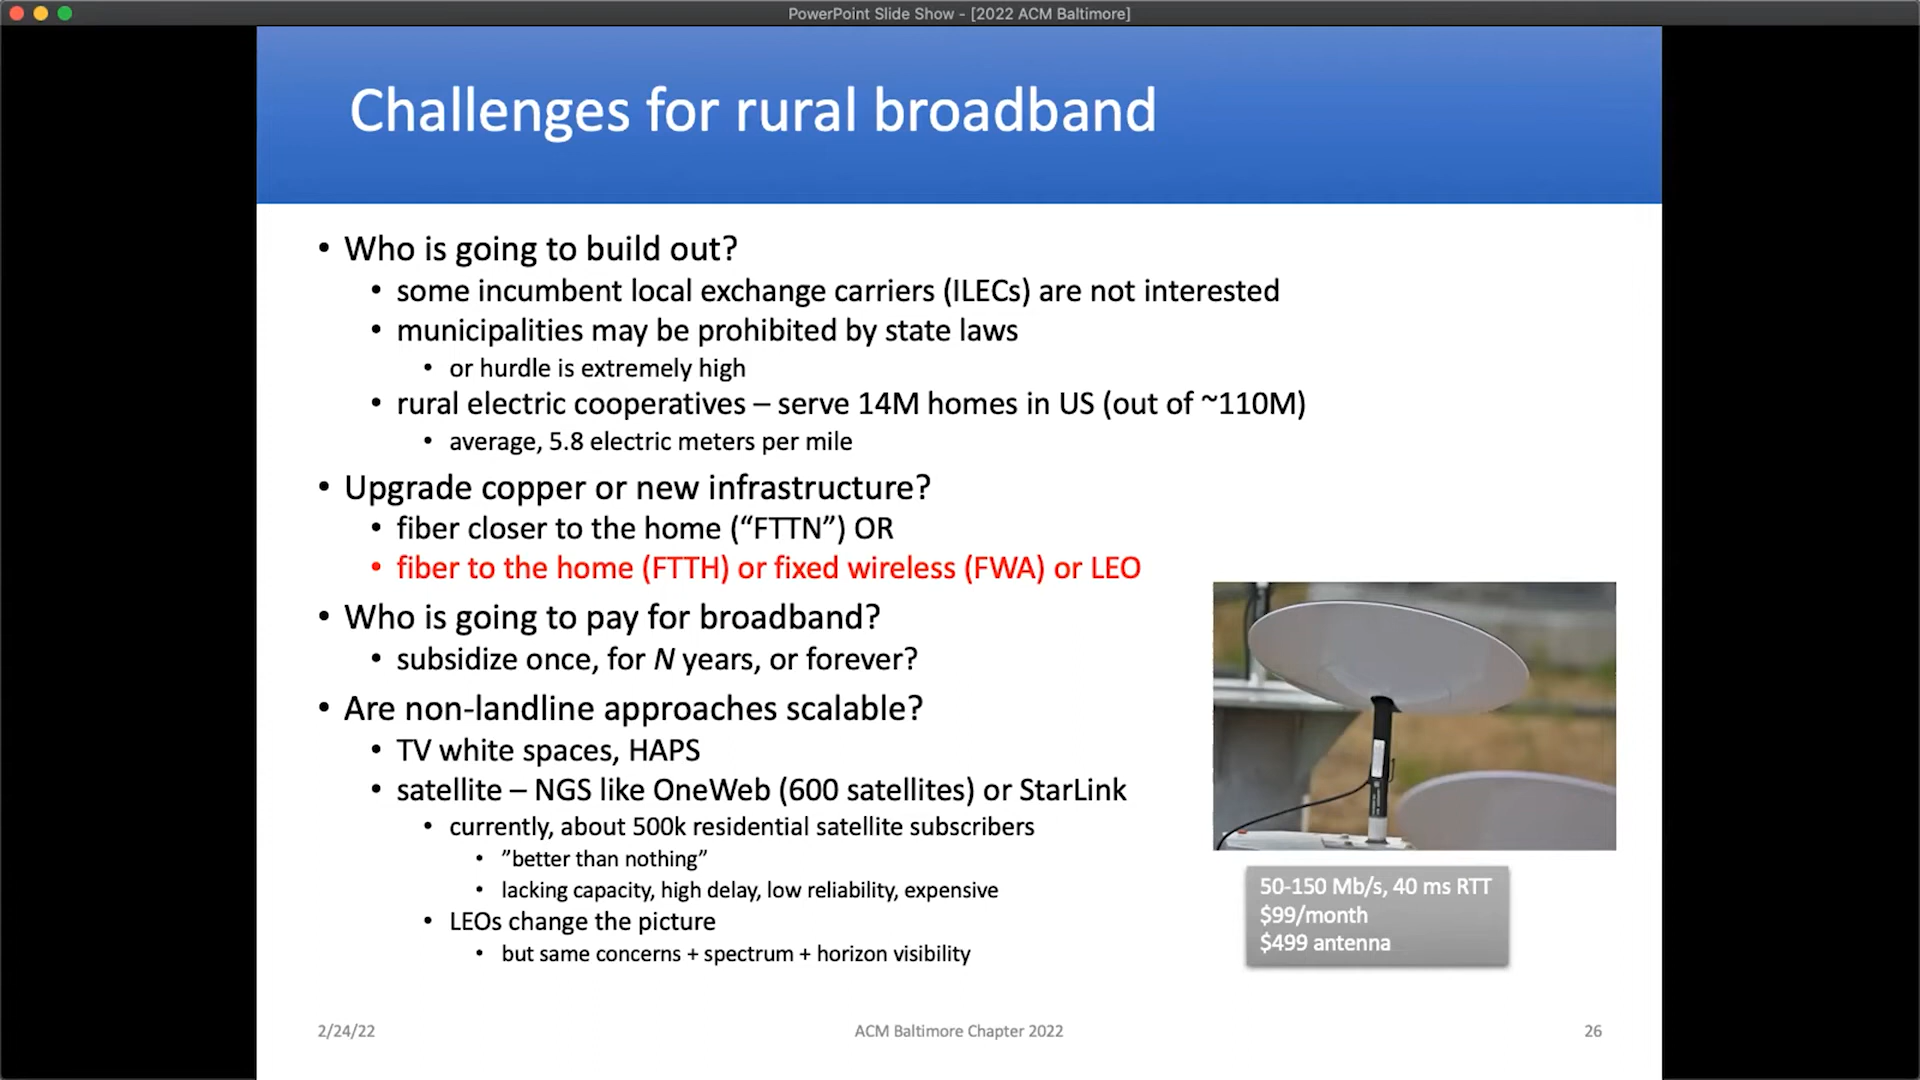 PowerPoint Slide Show - [2022 ACM Baltimore]
Challenges for rural broadband
• Who is going to build out?
• some incumbent local exchange carriers (ILECs) are not interested
• municipalities may be prohibited by state laws
• or hurdle is extremely high
• rural electric cooperatives – serve 14M homes in US (out of ~110M)
• average, 5.8 electric meters per mile
• Upgrade copper or new infrastructure?
• fiber closer to the home (“FTTN”) OR
• fiber to the home (FTTH) or fixed wireless (FWA) or LEO
• Who is going to pay for broadband?
• subsidize once, for N years, or forever?
• Are non-landline approaches scalable?
• TV white spaces, HAPS
• satellite – NGS like OneWeb (600 satellites) or StarLink
• currently, about 500k residential satellite subscribers
• ”better than nothing”
• lacking capacity, high delay, low reliability, expensive
• LEOs change the picture
• but same concerns + spectrum + horizon visibility
50-150 Mb/s, 40 ms RTT
$99/month
$499 antenna
2/24/22
ACM Baltimore Chapter 2022
26